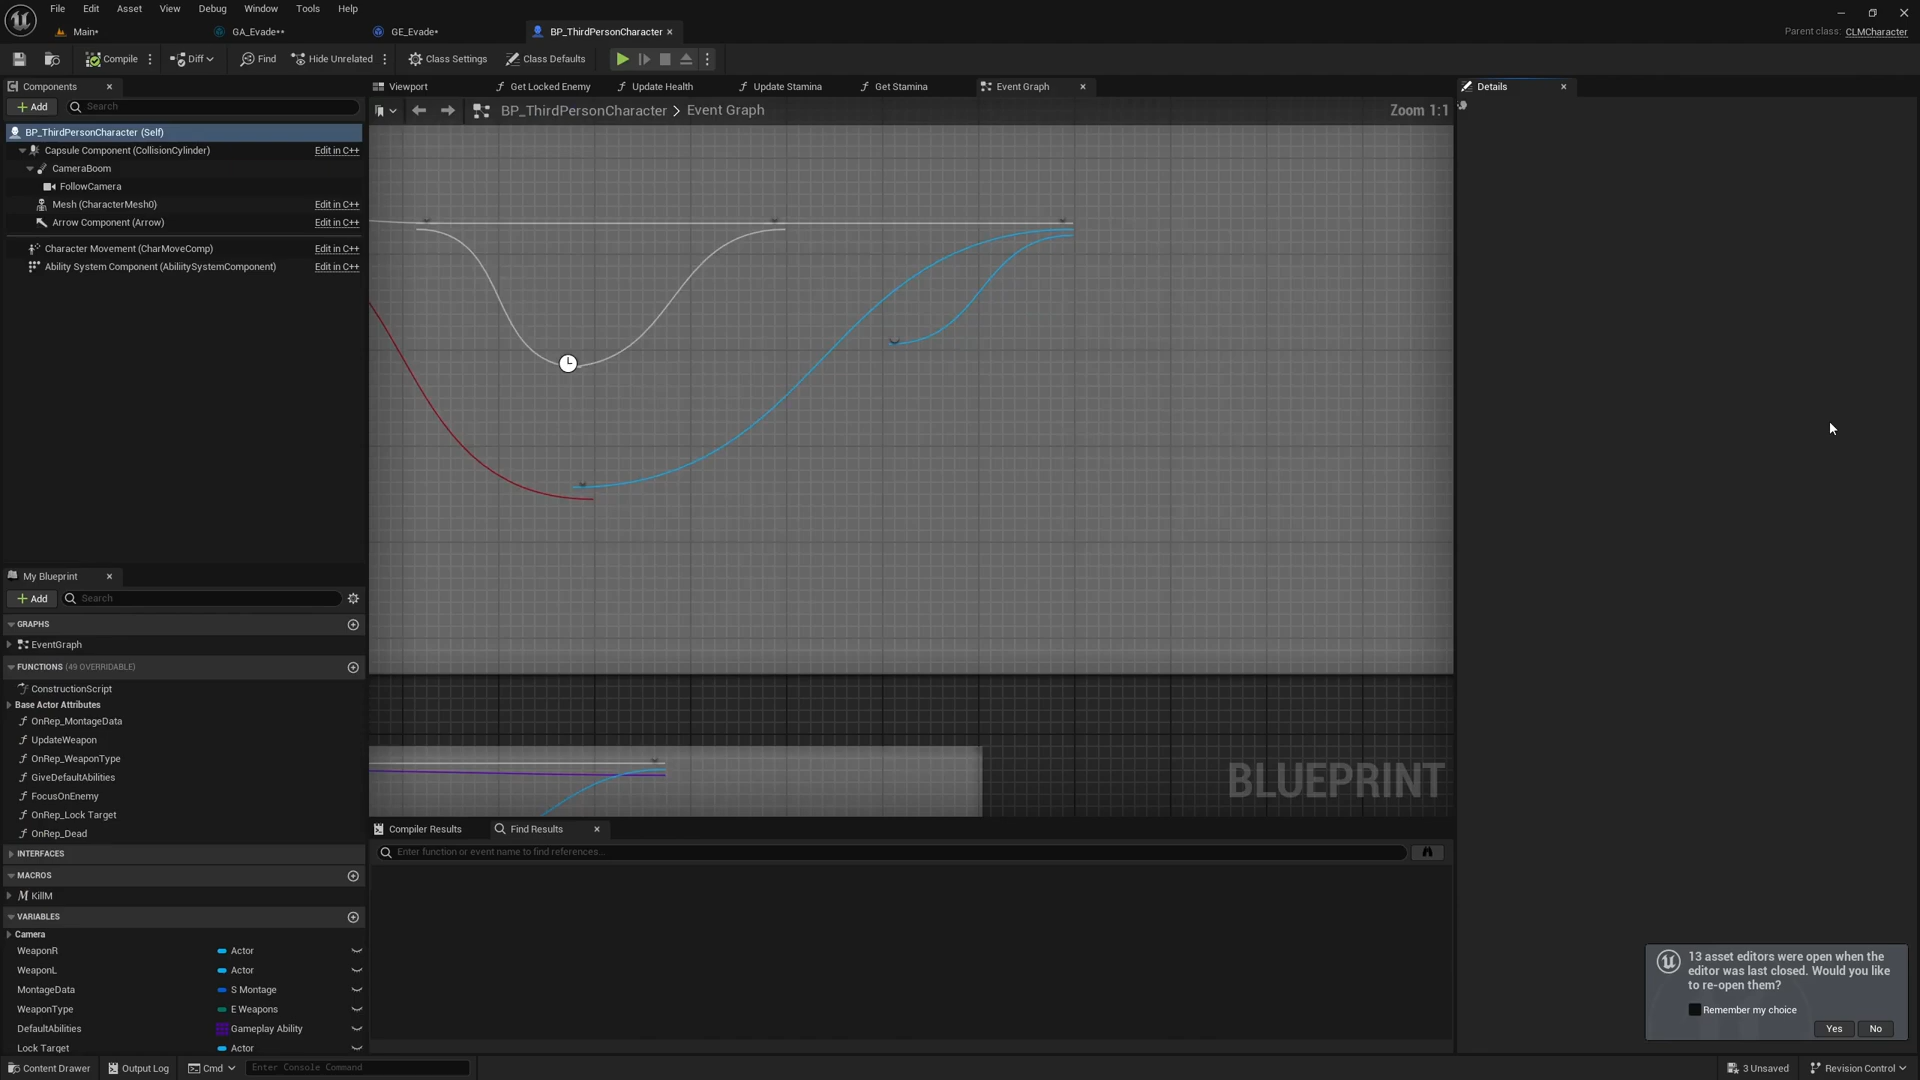 File Edit Asset View Debug Window Tools Help
Main* GA_Evade** GE_Evade* BP_ThirdPersonCharacter
Parent class: CLMCharacter
Compile Diff Find Hide Unrelated Class Settings Class Defaults
Components
Viewport Get Locked Enemy Update Health Update Stamina Get Stamina Event Graph
Details
Add Search
BP_ThirdPersonCharacter > Event Graph
Zoom 1:1
BP_ThirdPersonCharacter (Self)
Capsule Component (CollisionCylinder) Edit in C++
CameraBoom
FollowCamera
Mesh (CharacterMesh0) Edit in C++
Arrow Component (Arrow) Edit in C++
Character Movement (CharMoveComp) Edit in C++
Ability System Component (AbiliitySystemComponent) Edit in C++
My Blueprint
Add Search
GRAPHS
EventGraph
FUNCTIONS (49 OVERRIDABLE)
ConstructionScript
Base Actor Attributes
OnRep_MontageData
UpdateWeapon
OnRep_WeaponType
GiveDefaultAbilities
FocusOnEnemy
OnRep_Lock Target
OnRep_Dead
INTERFACES
MACROS
KillM
VARIABLES
Camera
WeaponR Actor
WeaponL Actor
MontageData S Montage
WeaponType E Weapons
DefaultAbilities Gameplay Ability
Lock Target Actor
BLUEPRINT
Compiler Results Find Results
Enter function or event name to find references...
13 asset editors were open when the
editor was last closed. Would you like
to re-open them?
Remember my choice
Yes No
Content Drawer Output Log Cmd Enter Console Command
3 Unsaved Revision Control